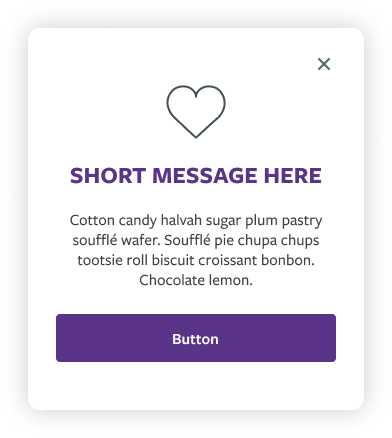 SHORT MESSAGE HERE
Cotton candy halvah sugar plum pastry
soufflé wafer. Soufflé pie chupa chups
tootsie roll biscuit croissant bonbon.
Chocolate lemon.
Button